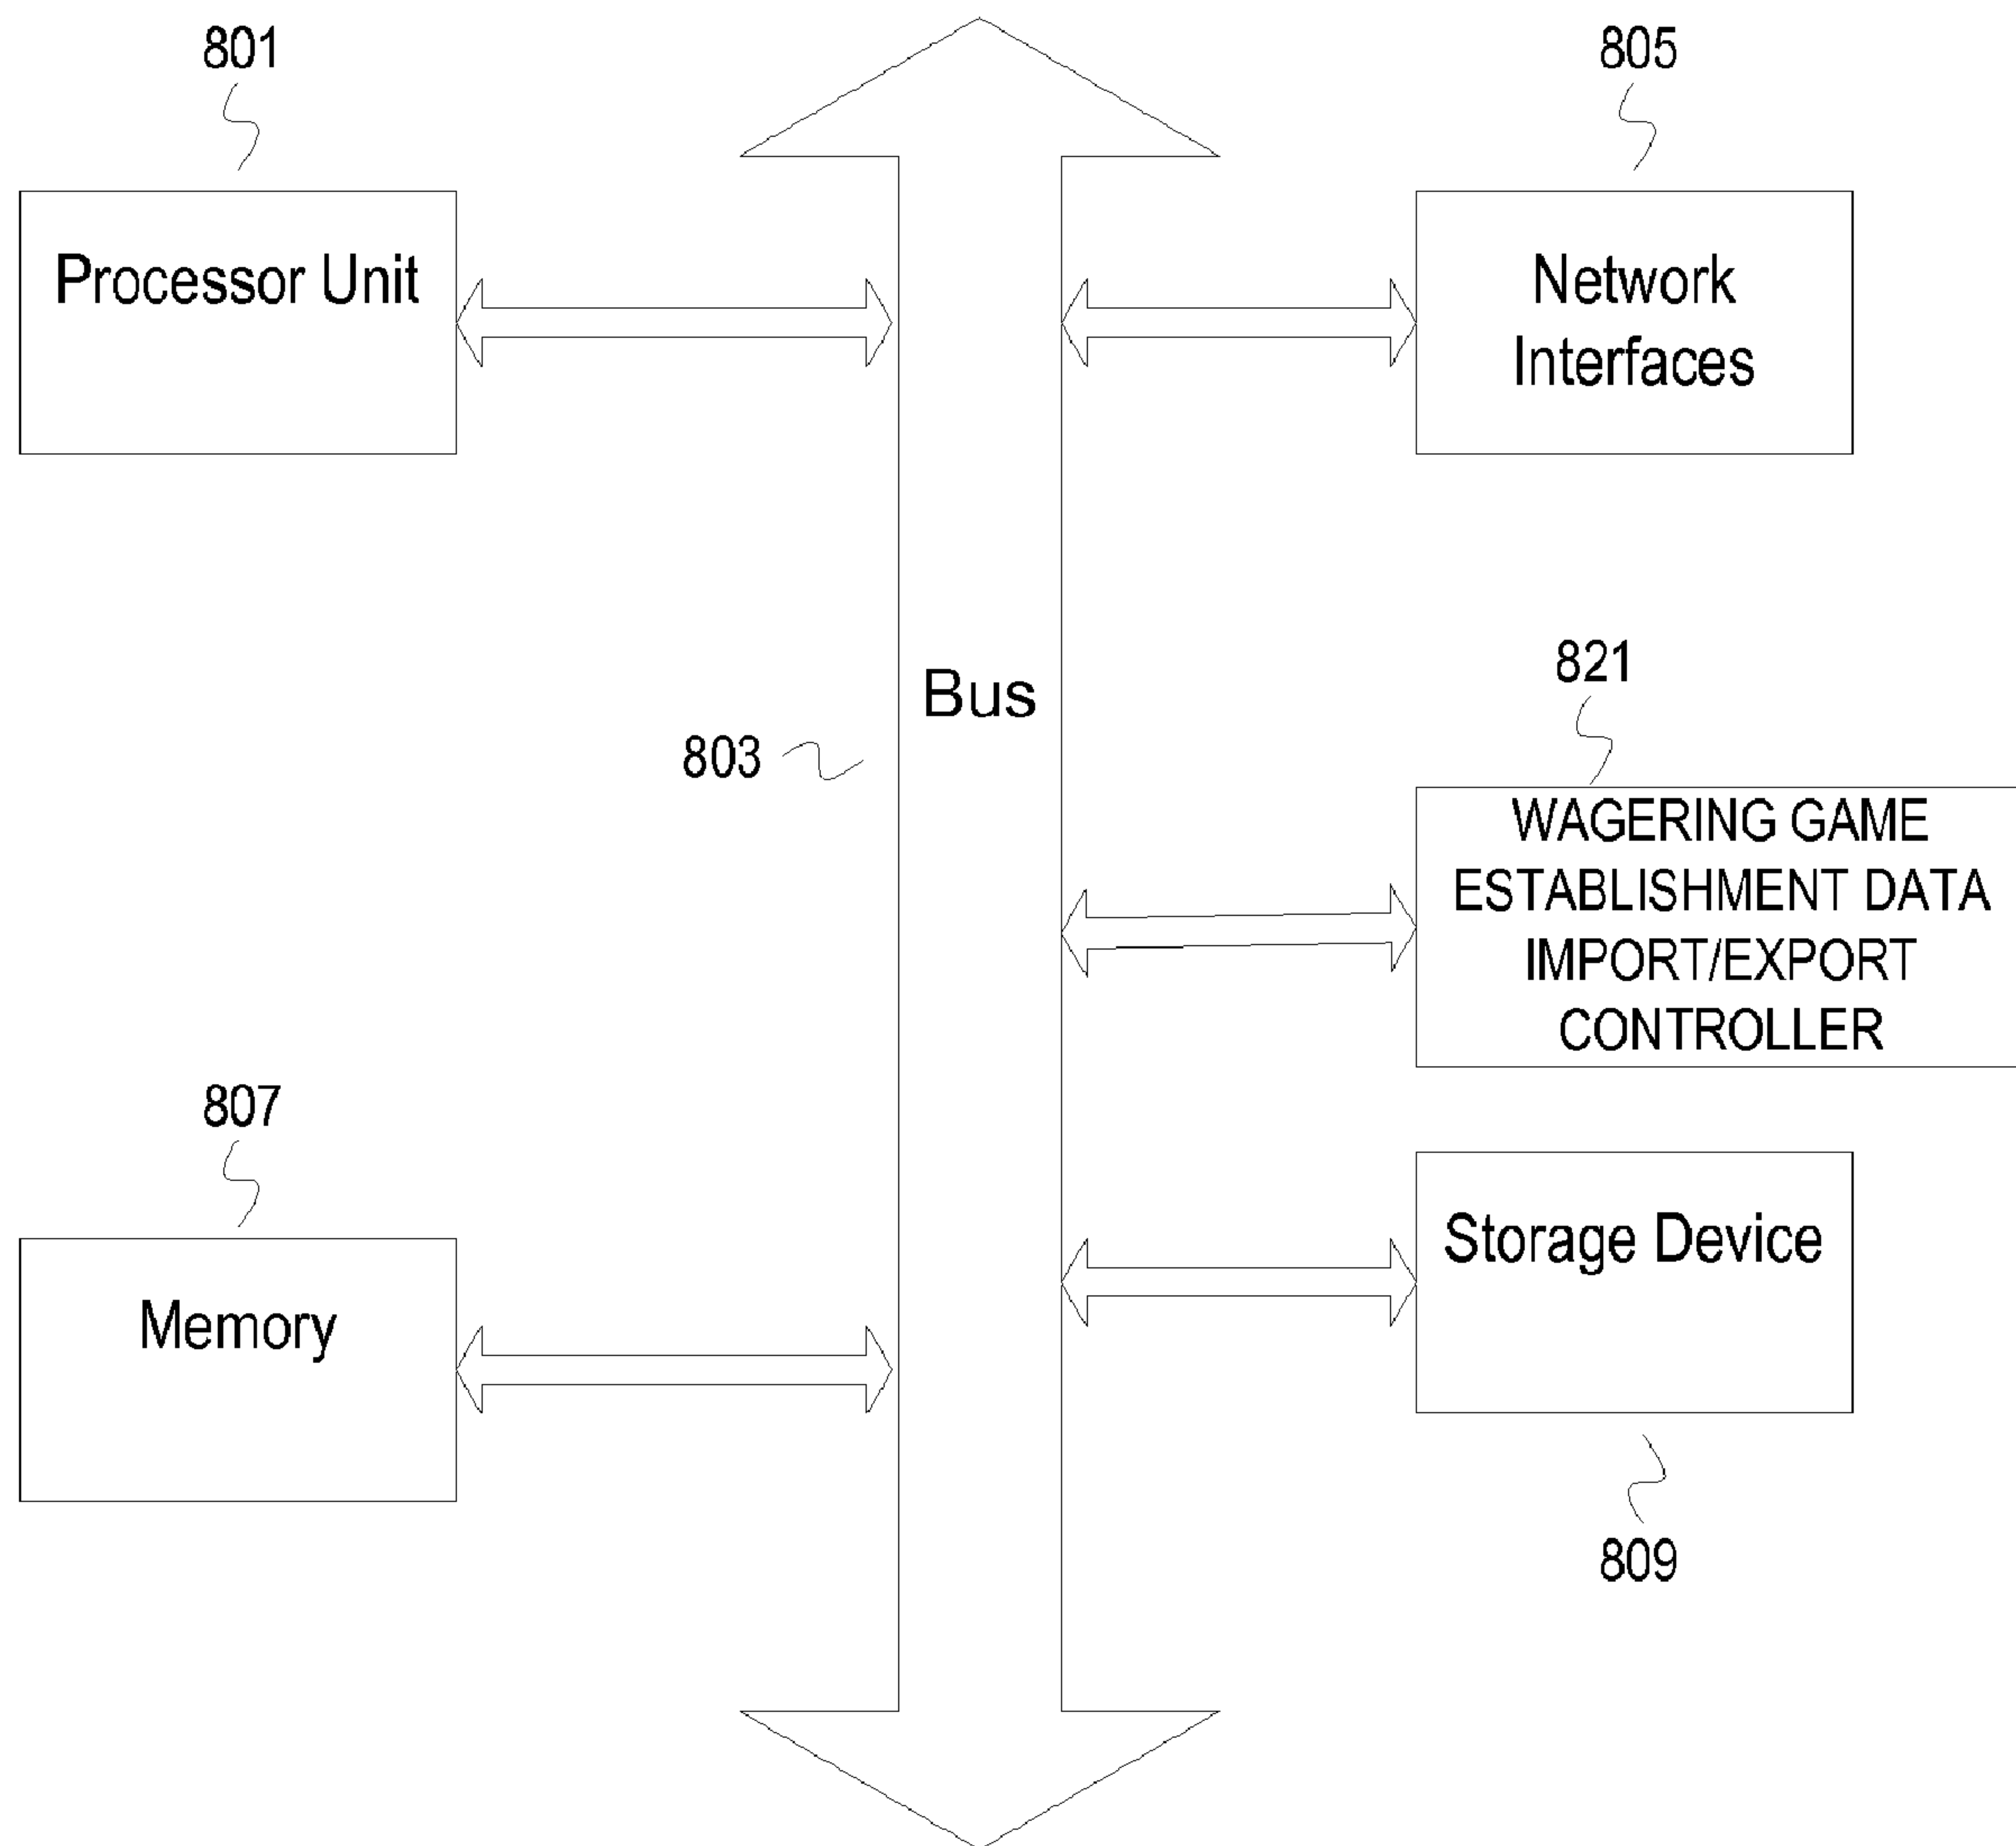 801
Processor Unit
805
Network
Interfaces
Bus
803
821
WAGERING GAME
ESTABLISHMENT DATA
IMPORT/EXPORT
CONTROLLER
807
Memory
Storage Device
809